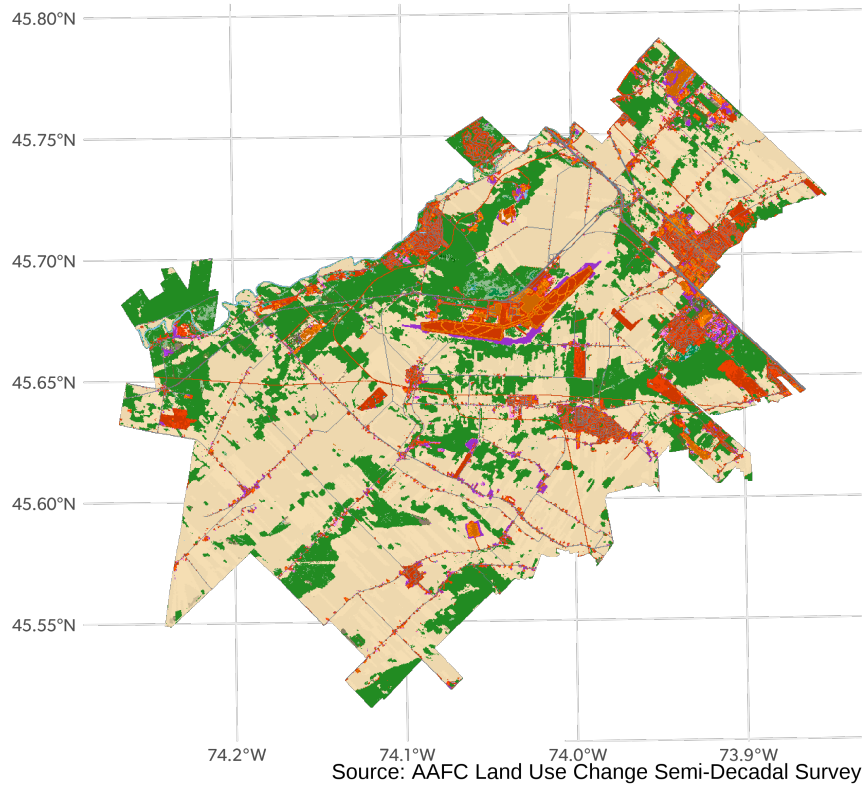 45.80°N
45.75°N
45.70°N
45.65°N
45.60°N
45.55°N
74.2°W 74.1°W 74.0°W 73.9°W
Source: AAFC Land Use Change Semi-Decadal Survey